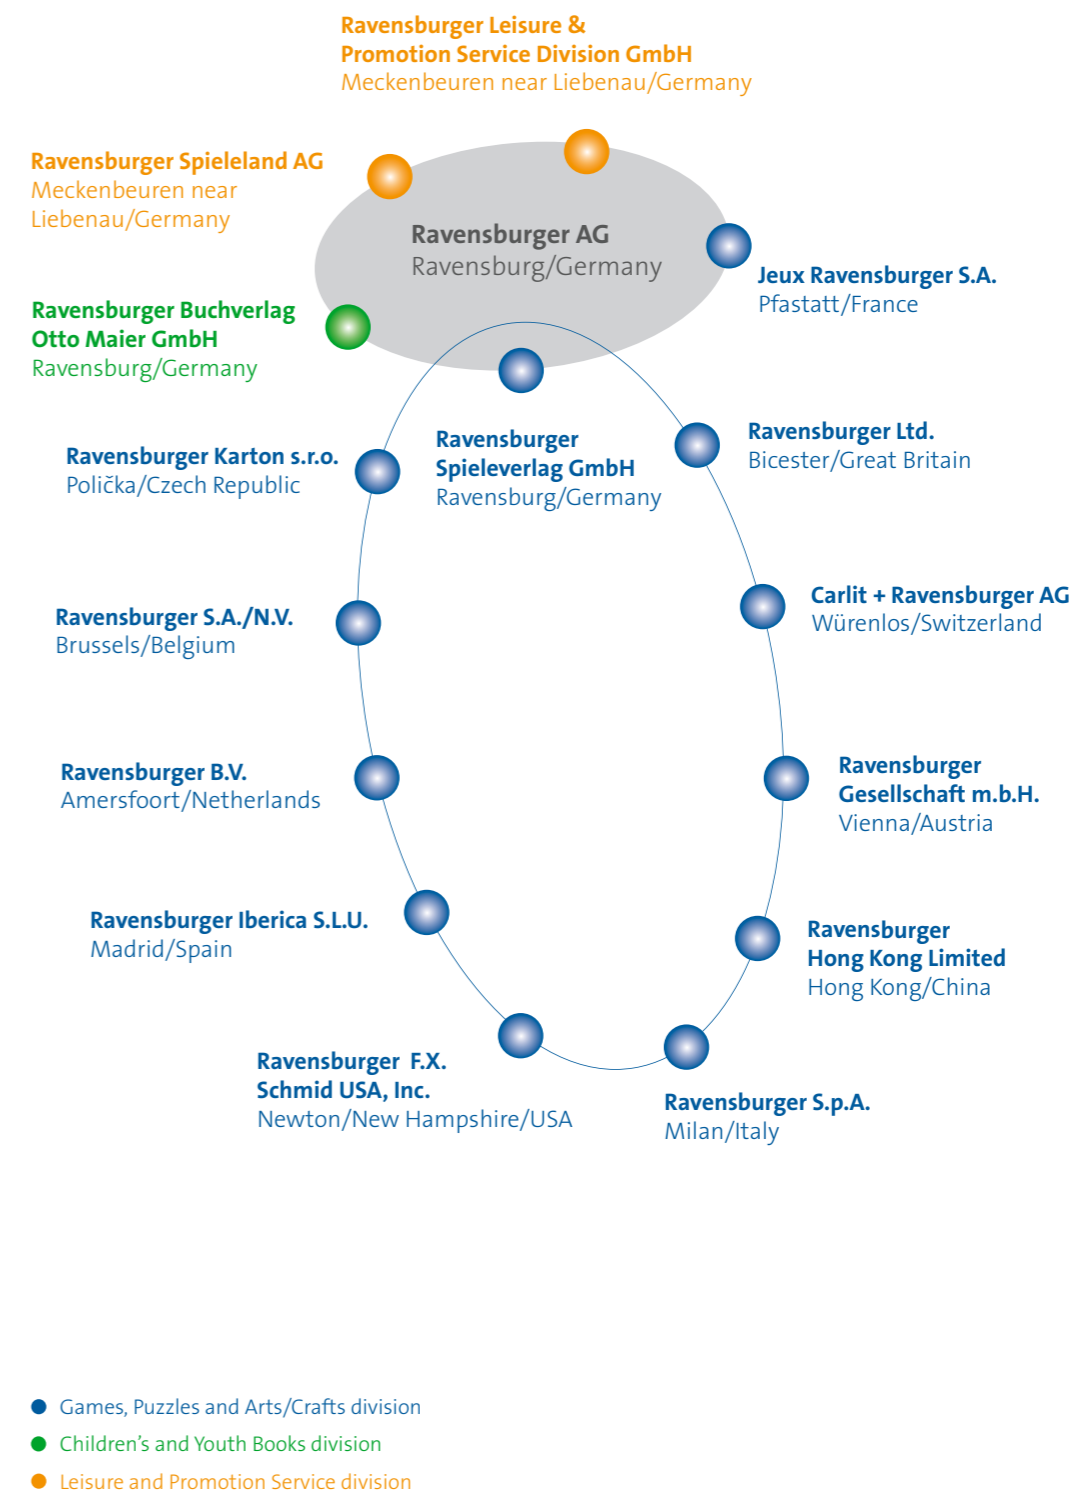 Ravensburger Leisure &
Promotion Service Division GmbH
Meckenbeuren near Liebenau/Germany
Ravensburger Spieleland AG
Meckenbeuren near
Liebenau/Germany
Ravensburger AG
Ravensburg/Germany
Jeux Ravensburger S.A.
Pfastatt/France
Ravensburger Buchverlag
Otto Maier GmbH
Ravensburg/Germany
Ravensburger Karton s.r.o.
Polička/Czech Republic
Ravensburger
Spieleverlag GmbH
Ravensburg/Germany
Ravensburger Ltd.
Bicester/Great Britain
Ravensburger S.A./N.V.
Brussels/Belgium
Carlit + Ravensburger AG
Würenlos/Switzerland
Ravensburger B.V.
Amersfoort/Netherlands
Ravensburger
Gesellschaft m.b.H.
Vienna/Austria
Ravensburger Iberica S.L.U.
Madrid/Spain
Ravensburger
Hong Kong Limited
Hong Kong/China
Ravensburger F.X.
Schmid USA, Inc.
Newton/New Hampshire/USA
Ravensburger S.p.A.
Milan/Italy
Games, Puzzles and Arts/Crafts division
Children's and Youth Books division
Leisure and Promotion Service division